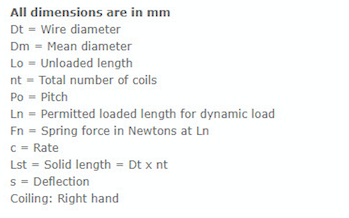 All dimensions are in mm
Dt = Wire diameter
Dm = Mean diameter
Lo = Unloaded length
nt = Total number of coils
Po = Pitch
Ln = Permitted loaded length for dynamic load
Fn = Spring force in Newtons at Ln
c = Rate
Lst = Solid length = Dt x nt
s = Deflection
Coiling: Right hand